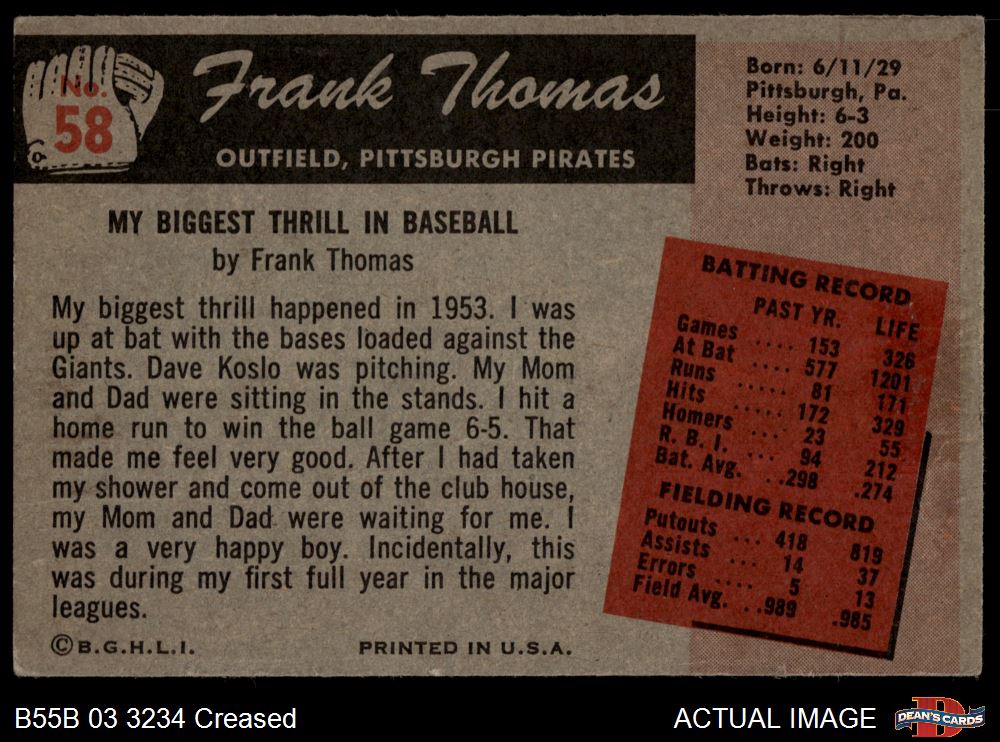 No.
58
Frank Thomas
OUTFIELD, PITTSBURGH PIRATES
Born: 6/11/29
Pittsburgh, Pa.
Height: 6-3
Weight: 200
Bats: Right
Throws: Right
MY BIGGEST THRILL IN BASEBALL
by Frank Thomas
My biggest thrill happened in 1953. I was
up at bat with the bases loaded against the
Giants. Dave Koslo was pitching. My Mom
and Dad were sitting in the stands. I hit a
home run to win the ball game 6-5. That
made me feel very good. After I had taken
my shower and come out of the club house,
my Mom and Dad were waiting for me. I
was a very happy boy. Incidentally, this
was during my first full year in the major
leagues.
©B.G.H.L.I. PRINTED IN U.S.A.
BATTING RECORD
PAST YR. LIFE
Games .... 153 326
At Bat .... 577 1201
Runs ..... 81 171
Hits ..... 172 329
Homers ... 23 55
R. B. I. .. 94 212
Bat. Avg. ..298 .274
FIELDING RECORD
Putouts ... 418 819
Assists ... 14 37
Errors .... 5 13
Field Avg. ..989 .985
B55B 03 3234 Creased
ACTUAL IMAGE
D
DEAN'S CARDS